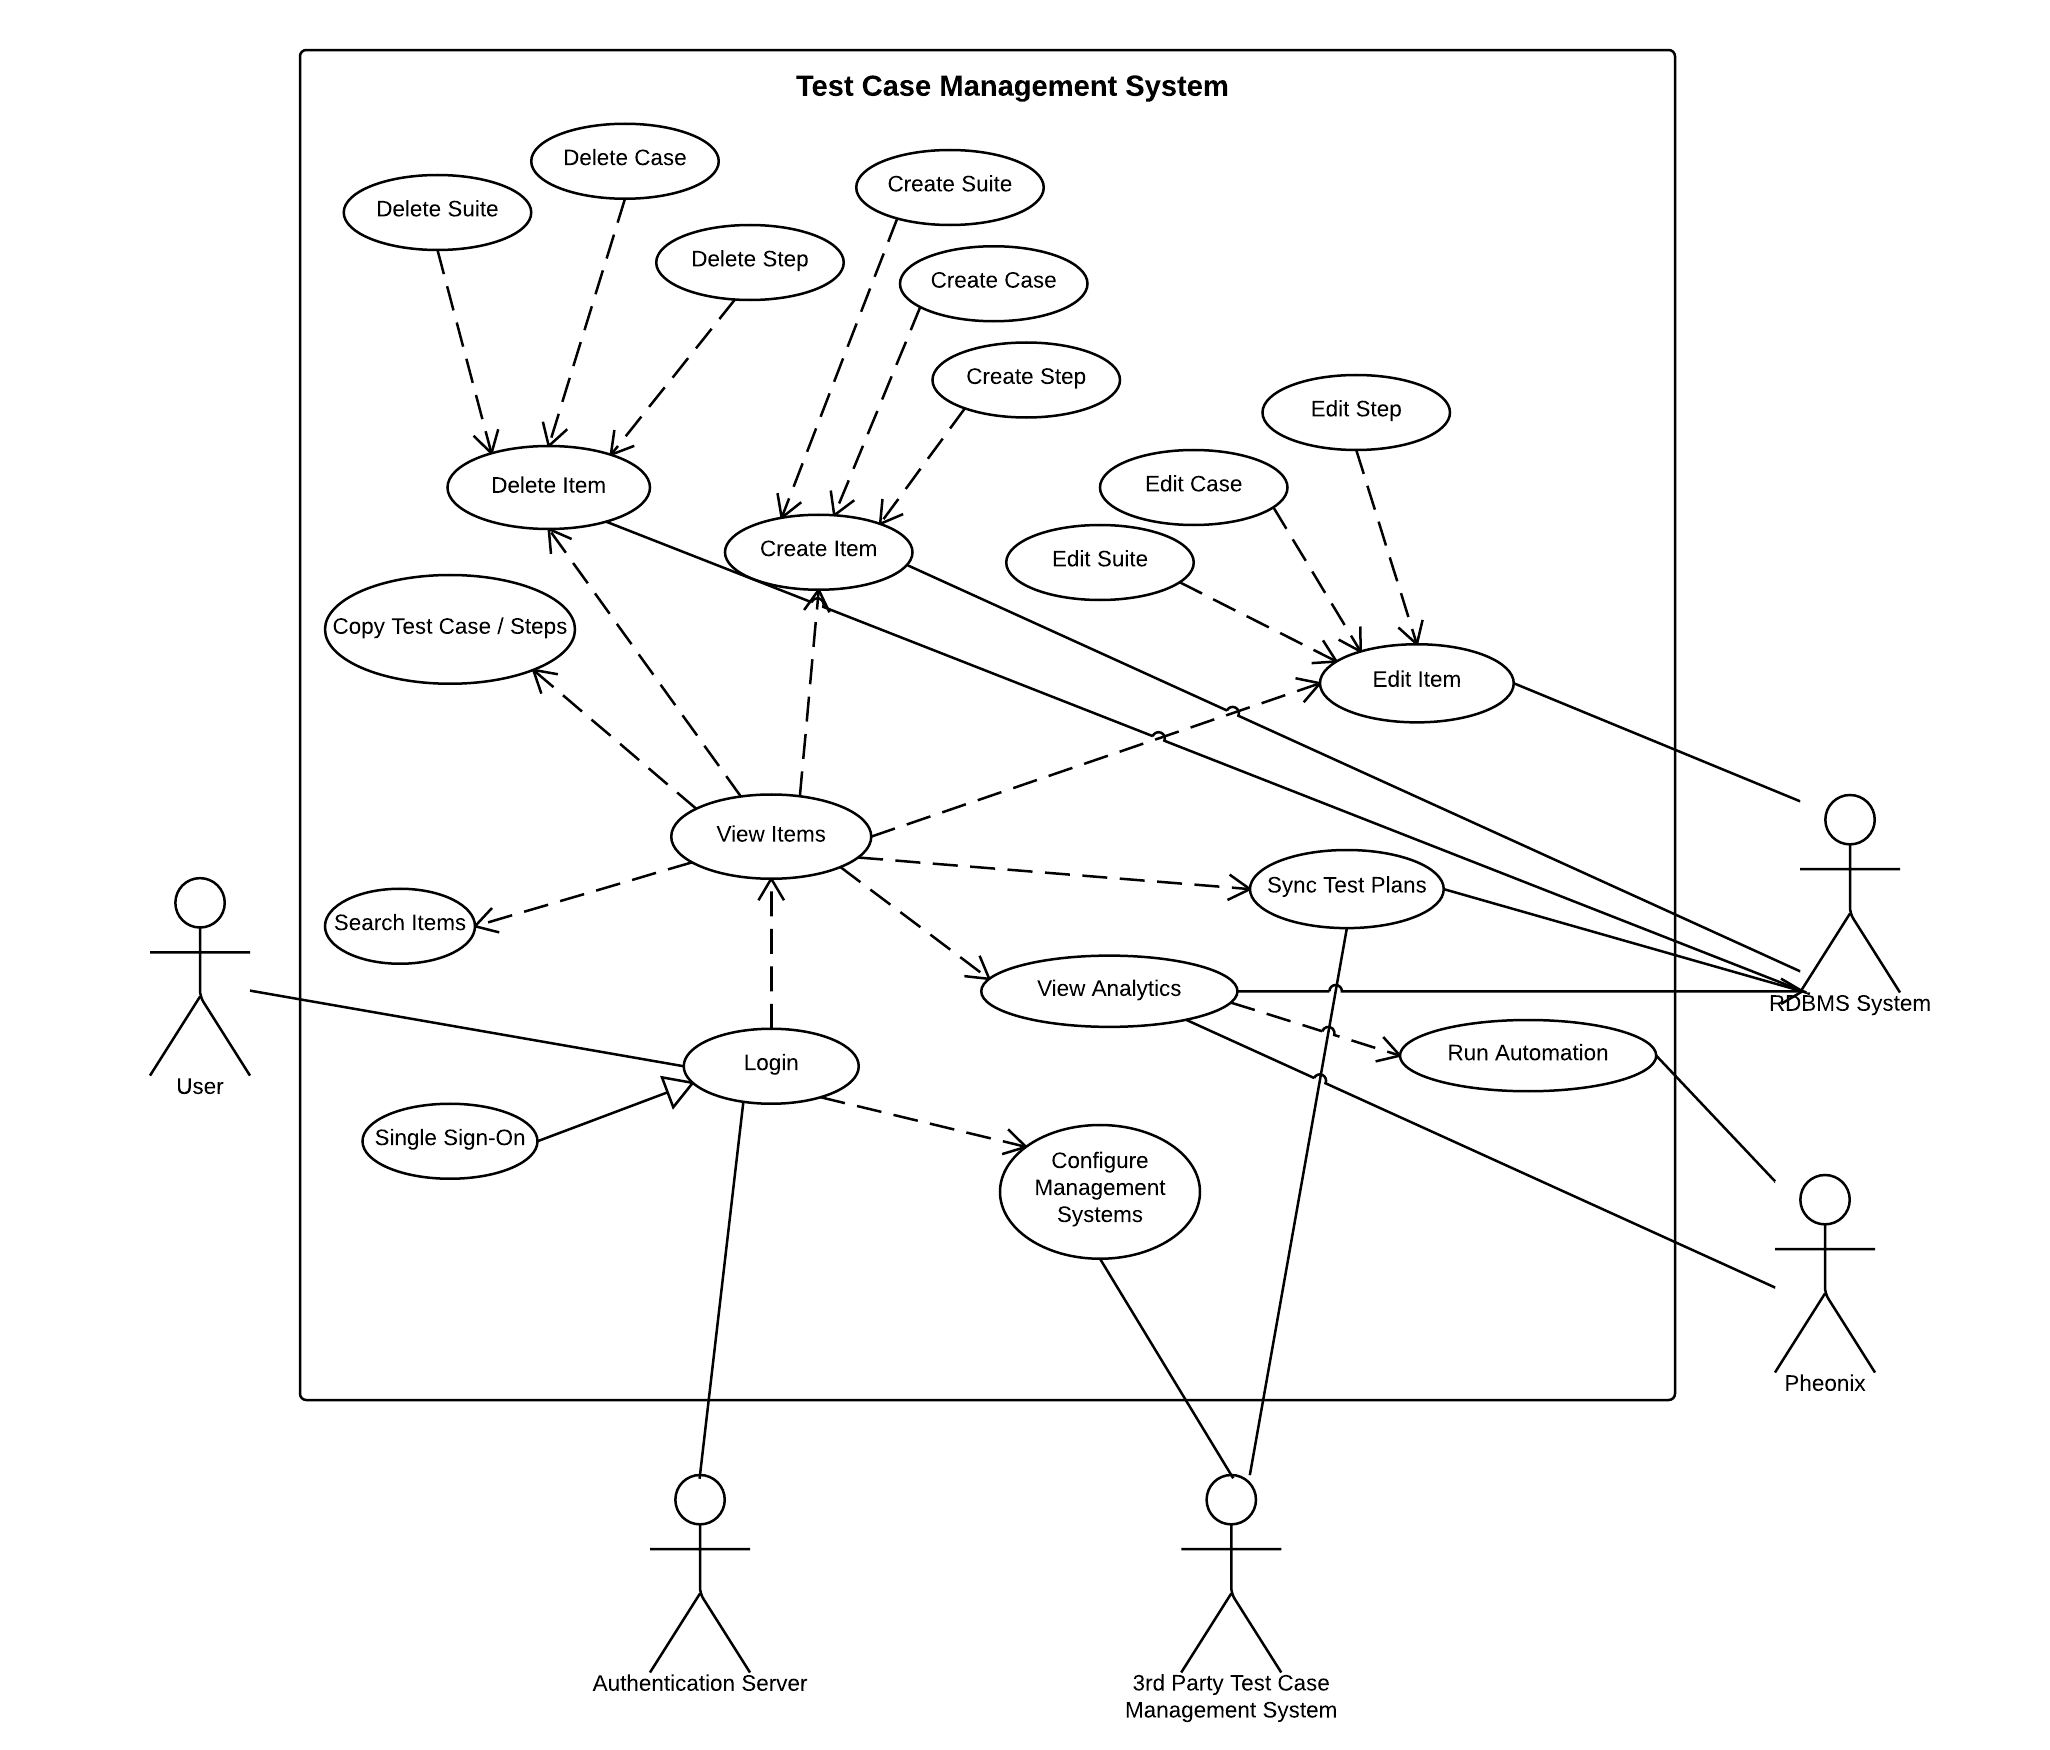 Test Case Management System
Delete Case
Delete Suite
Create Suite
Delete Step
Create Case
Create Step
Edit Step
Delete Item
Edit Case
Create Item
Edit Suite
Copy Test Case / Steps
Edit Item
View Items
Sync Test Plans
Search Items
View Analytics
RDBMS System
Run Automation
Login
User
Single Sign-On
Configure
Management
Systems
Pheonix
Authentication Server
3rd Party Test Case
Management System